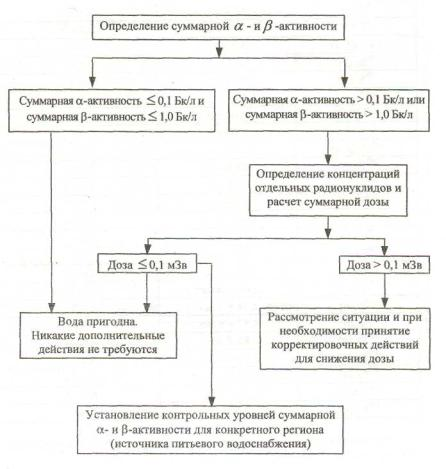 Определение суммарной α - и β -активности
Суммарная α-активность ≤ 0,1 Бк/л и
суммарная β-активность ≤ 1,0 Бк/л
Суммарная α-активность > 0,1 Бк/л или
суммарная β-активность > 1,0 Бк/л
Определение концентраций
отдельных радионуклидов и
расчет суммарной дозы
Доза ≤ 0,1 мЗв
Доза > 0,1 мЗв
Вода пригодна.
Никакие дополнительные
действия не требуются
Рассмотрение ситуации и при
необходимости принятие
корректировочных действий
для снижения дозы
Установление контрольных уровней суммарной
α- и β-активности для конкретного региона
(источника питьевого водоснабжения)